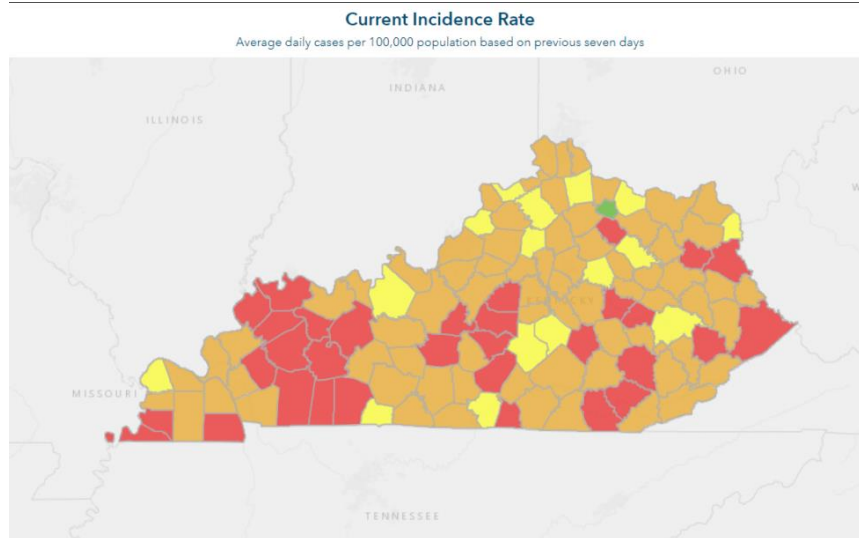 Current Incidence Rate
Average daily cases per 100,000 population based on previous seven days
OHIO
INDIANA
ILLINOIS
W
KENTUCKY
MISSOURI
TENNESSEE